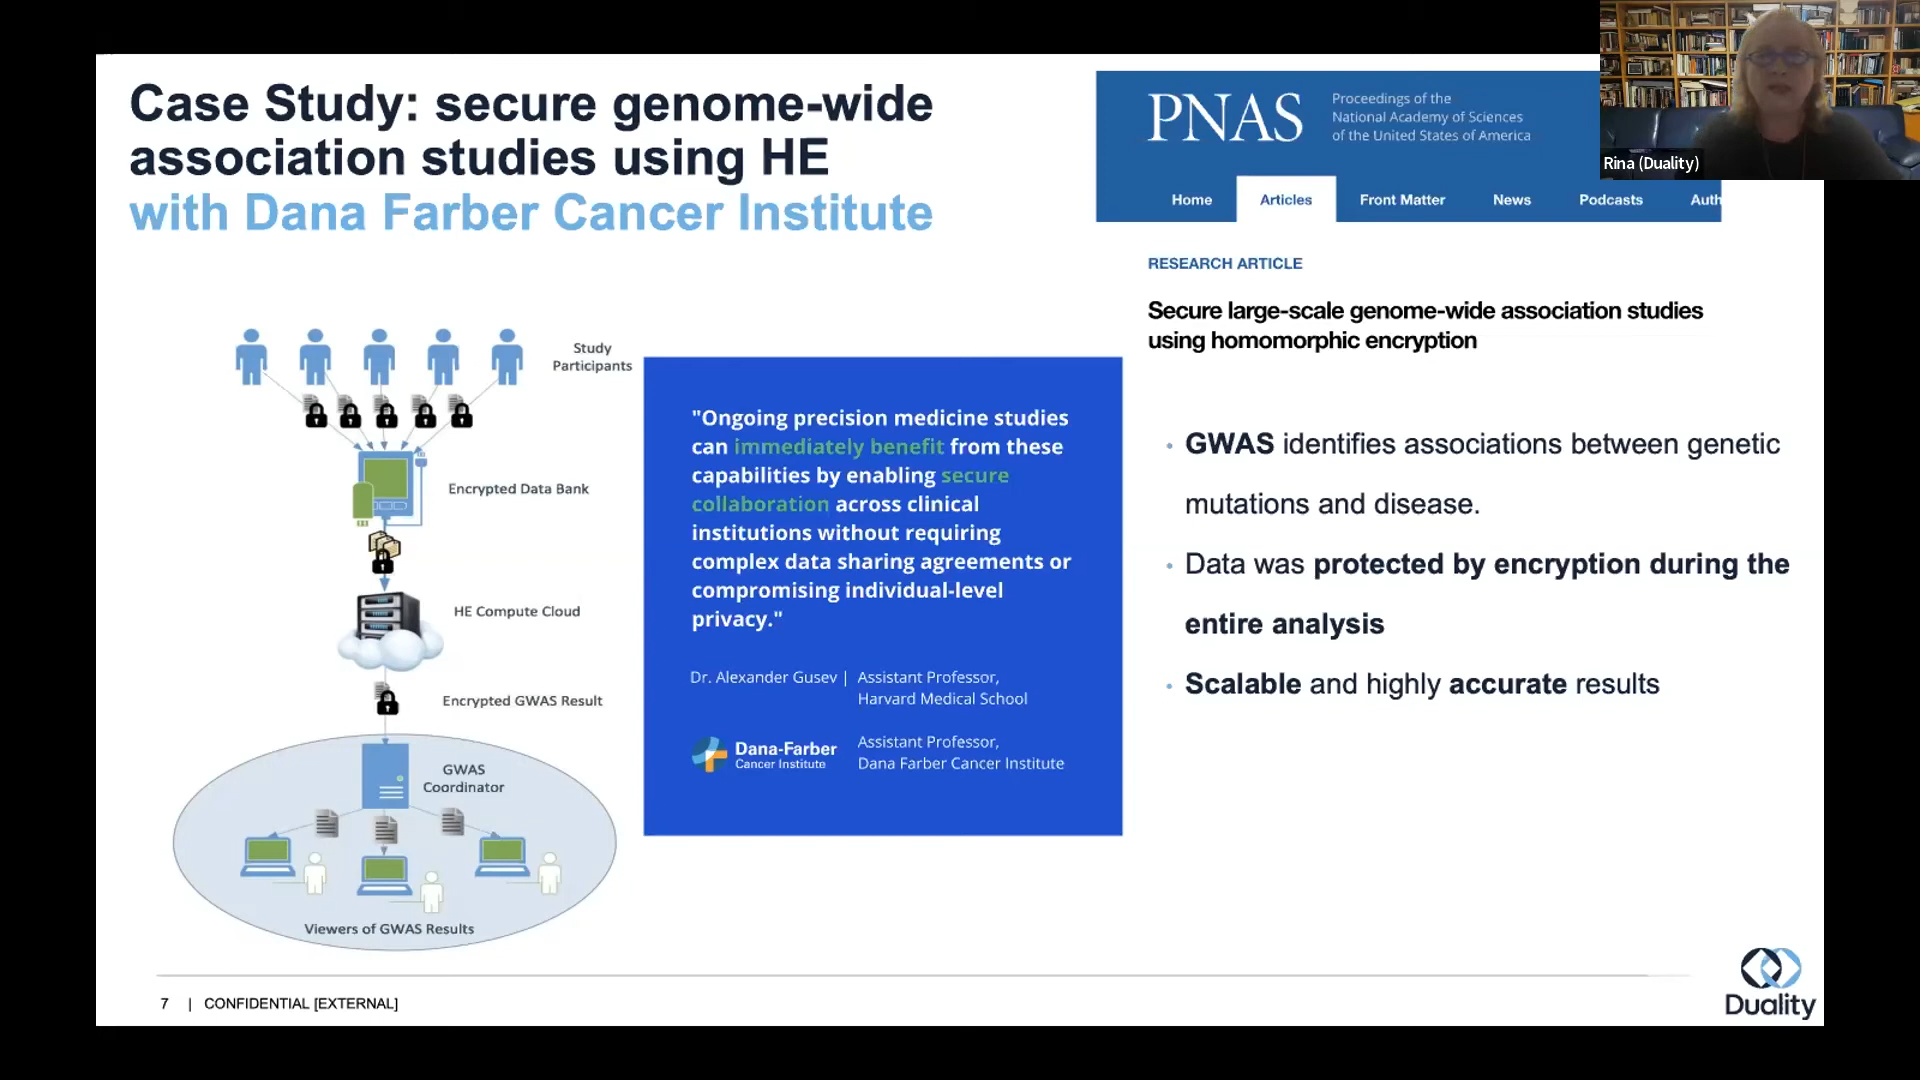 Case Study: secure genome-wide
association studies using HE
with Dana Farber Cancer Institute
PNAS
Proceedings of the
National Academy of Sciences
of the United States of America
Home
Articles
Front Matter
News
Podcasts
Auth
Rina (Duality)
RESEARCH ARTICLE
Secure large-scale genome-wide association studies
using homomorphic encryption
Study
Participants
Encrypted Data Bank
HE Compute Cloud
Encrypted GWAS Result
GWAS
Coordinator
Viewers of GWAS Results
"Ongoing precision medicine studies
can immediately benefit from these
capabilities by enabling secure
collaboration across clinical
institutions without requiring
complex data sharing agreements or
compromising individual-level
privacy."
Dr. Alexander Gusev | Assistant Professor,
Harvard Medical School
Dana-Farber
Cancer Institute
Assistant Professor,
Dana Farber Cancer Institute
• GWAS identifies associations between genetic
mutations and disease.
• Data was protected by encryption during the
entire analysis
• Scalable and highly accurate results
7 | CONFIDENTIAL [EXTERNAL]
Duality